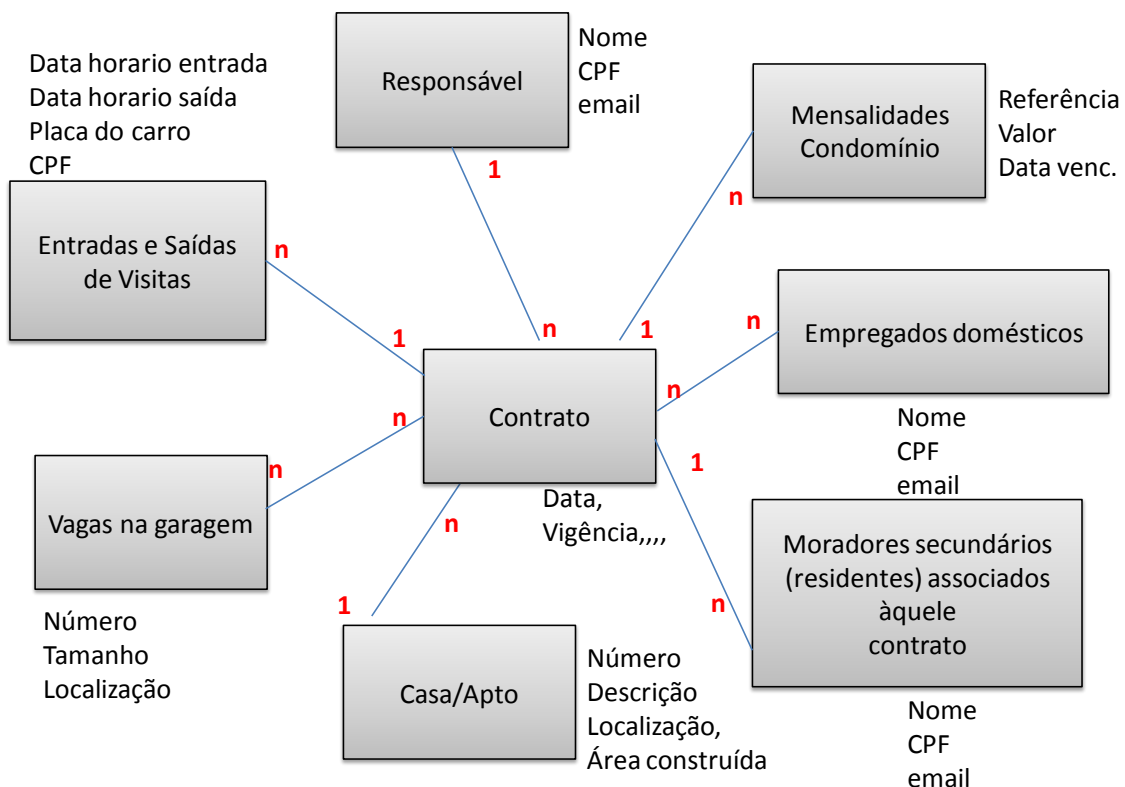 Data horario entrada
Data horario saída
Placa do carro
CPF
Responsável
Nome
CPF
email
Mensalidades
Condomínio
Referência
Valor
Data venc.
1
n
Entradas e Saídas
de Visitas
n
1
n
1
n
Empregados domésticos
n
Contrato
Nome
CPF
email
n
n
Vagas na garagem
Número
Tamanho
Localização
Data,
Vigência,,,,
n
1
1
n
Moradores secundários
(residentes) associados
àquele
contrato
Casa/Apto
Número
Descrição
Localização,
Área construída
Nome
CPF
email